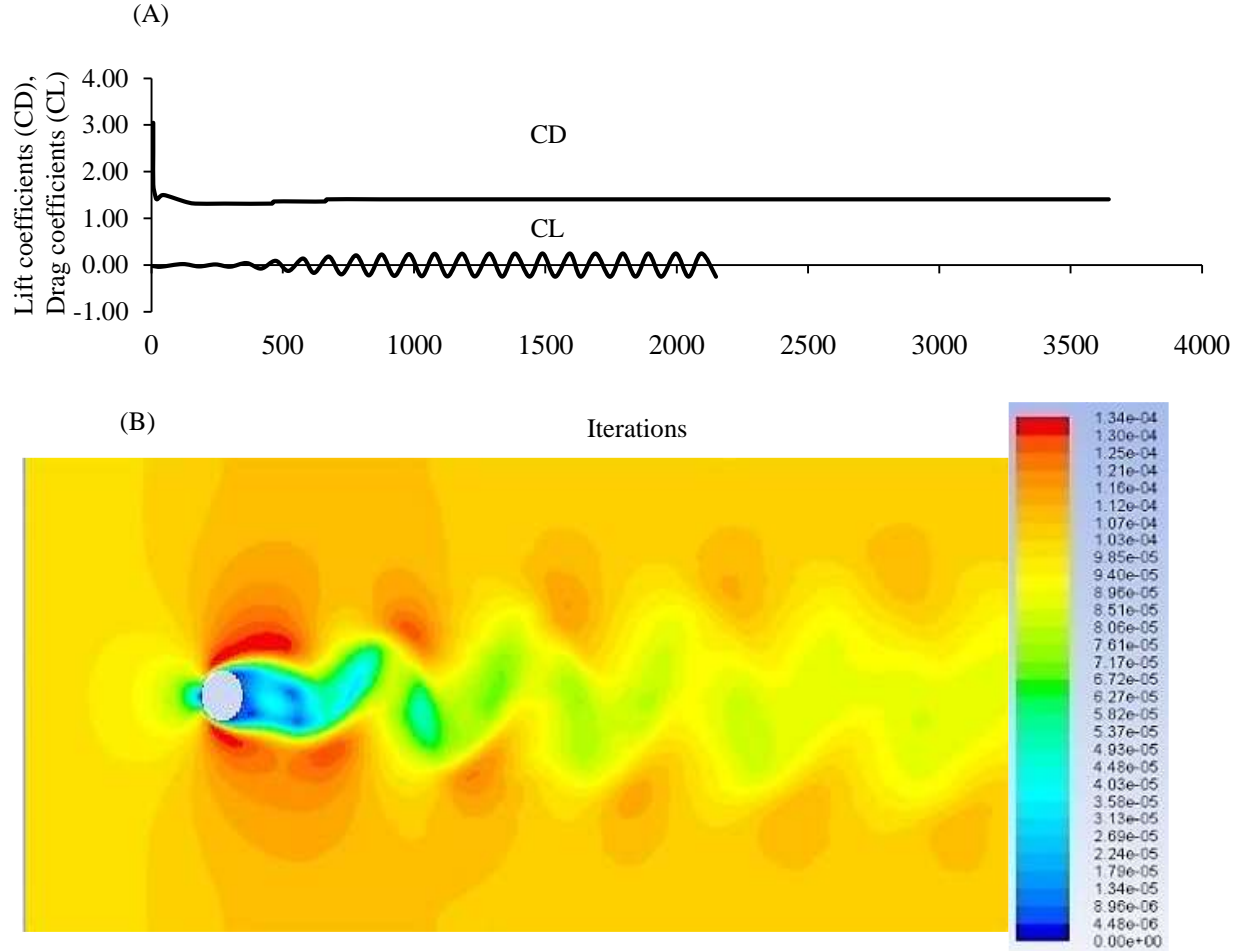 (A)
Lift coefficients (CD),
Drag coefficients (CL)
4.00
3.00
2.00
1.00
0.00
-1.00
CD
CL
0 500 1000 1500 2000 2500 3000 3500 4000
(B)
Iterations
1.34e-04
1.30e-04
1.25e-04
1.21e-04
1.16e-04
1.12e-04
1.07e-04
1.03e-04
9.85e-05
9.40e-05
8.96e-05
8.51e-05
8.06e-05
7.61e-05
7.17e-05
6.72e-05
6.27e-05
5.82e-05
5.37e-05
4.93e-05
4.48e-05
4.03e-05
3.58e-05
3.13e-05
2.69e-05
2.24e-05
1.79e-05
1.34e-05
8.96e-06
4.48e-06
0.00e+00